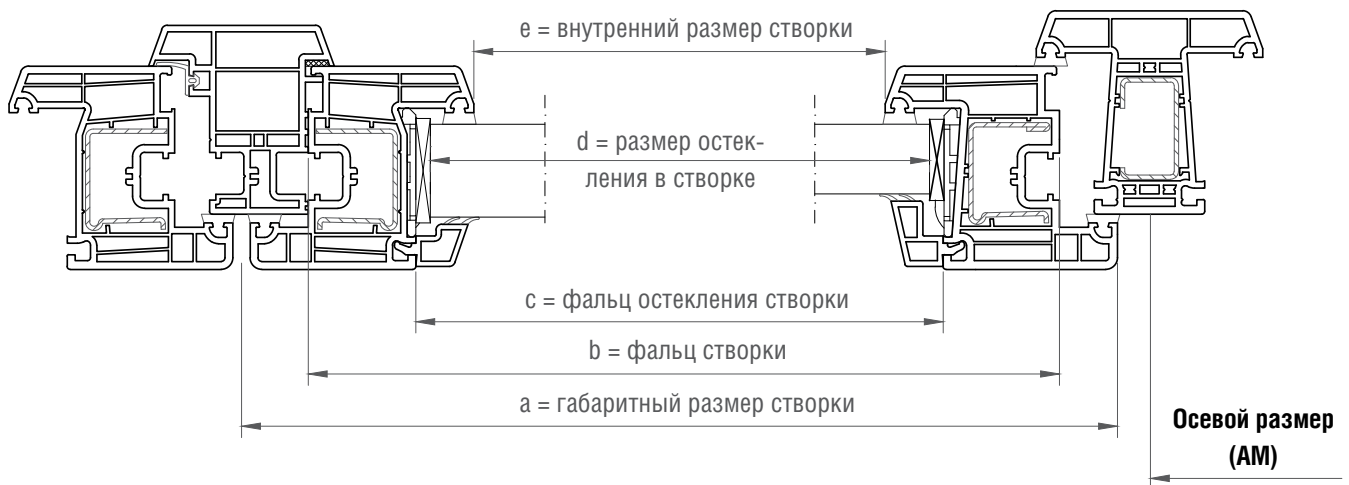 e = внутренний размер створки
d = размер остек-
ления в створке
c = фальц остекления створки
b = фальц створки
a = габаритный размер створки
Осевой размер
(AM)